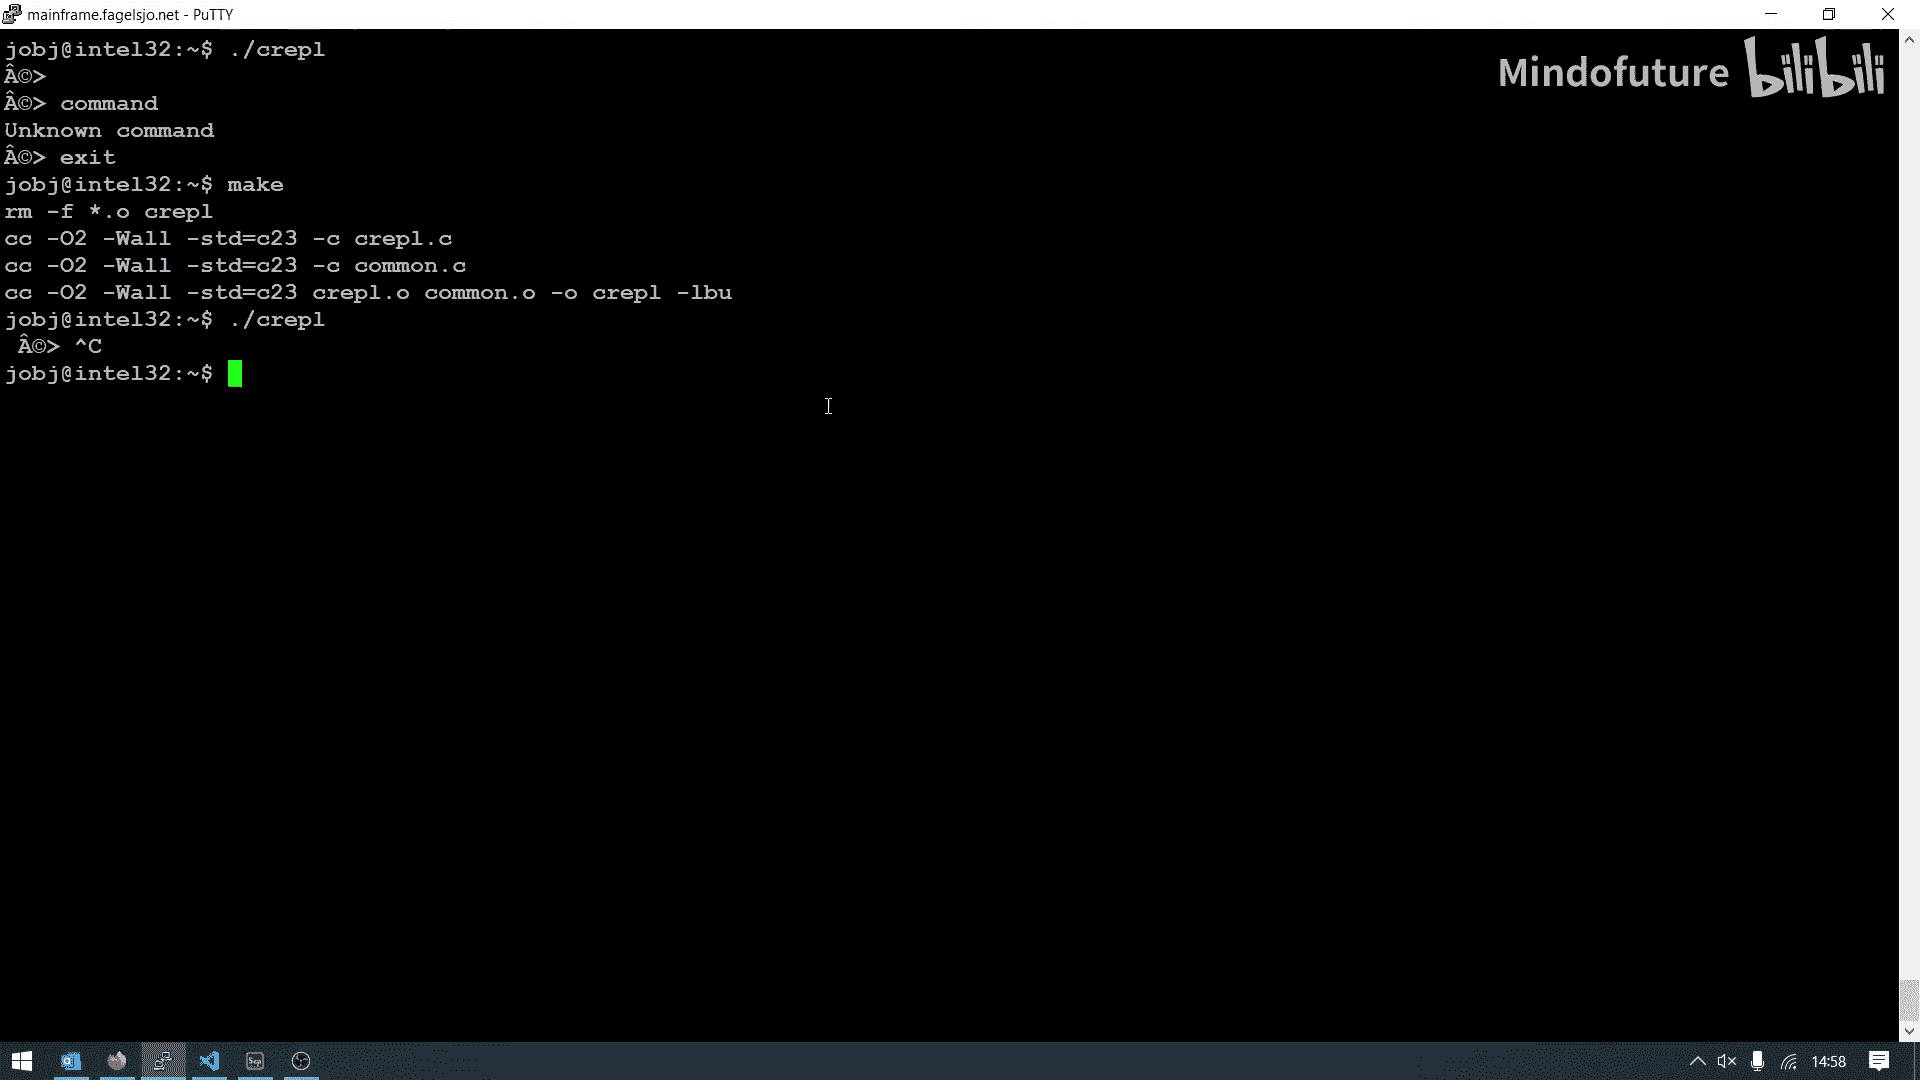 mainframe.fagelsjo.net - PuTTY
jobj@intel32:~$ ./crepl
Â©>
Â©> command
Unknown command
Â©> exit
jobj@intel32:~$ make
rm -f *.o crepl
cc -O2 -Wall -std=c23 -c crepl.c
cc -O2 -Wall -std=c23 -c common.c
cc -O2 -Wall -std=c23 crepl.o common.o -o crepl -lbu
jobj@intel32:~$ ./crepl
 Â©> ^C
jobj@intel32:~$
Mindofuture bilibili
Scp
14:58